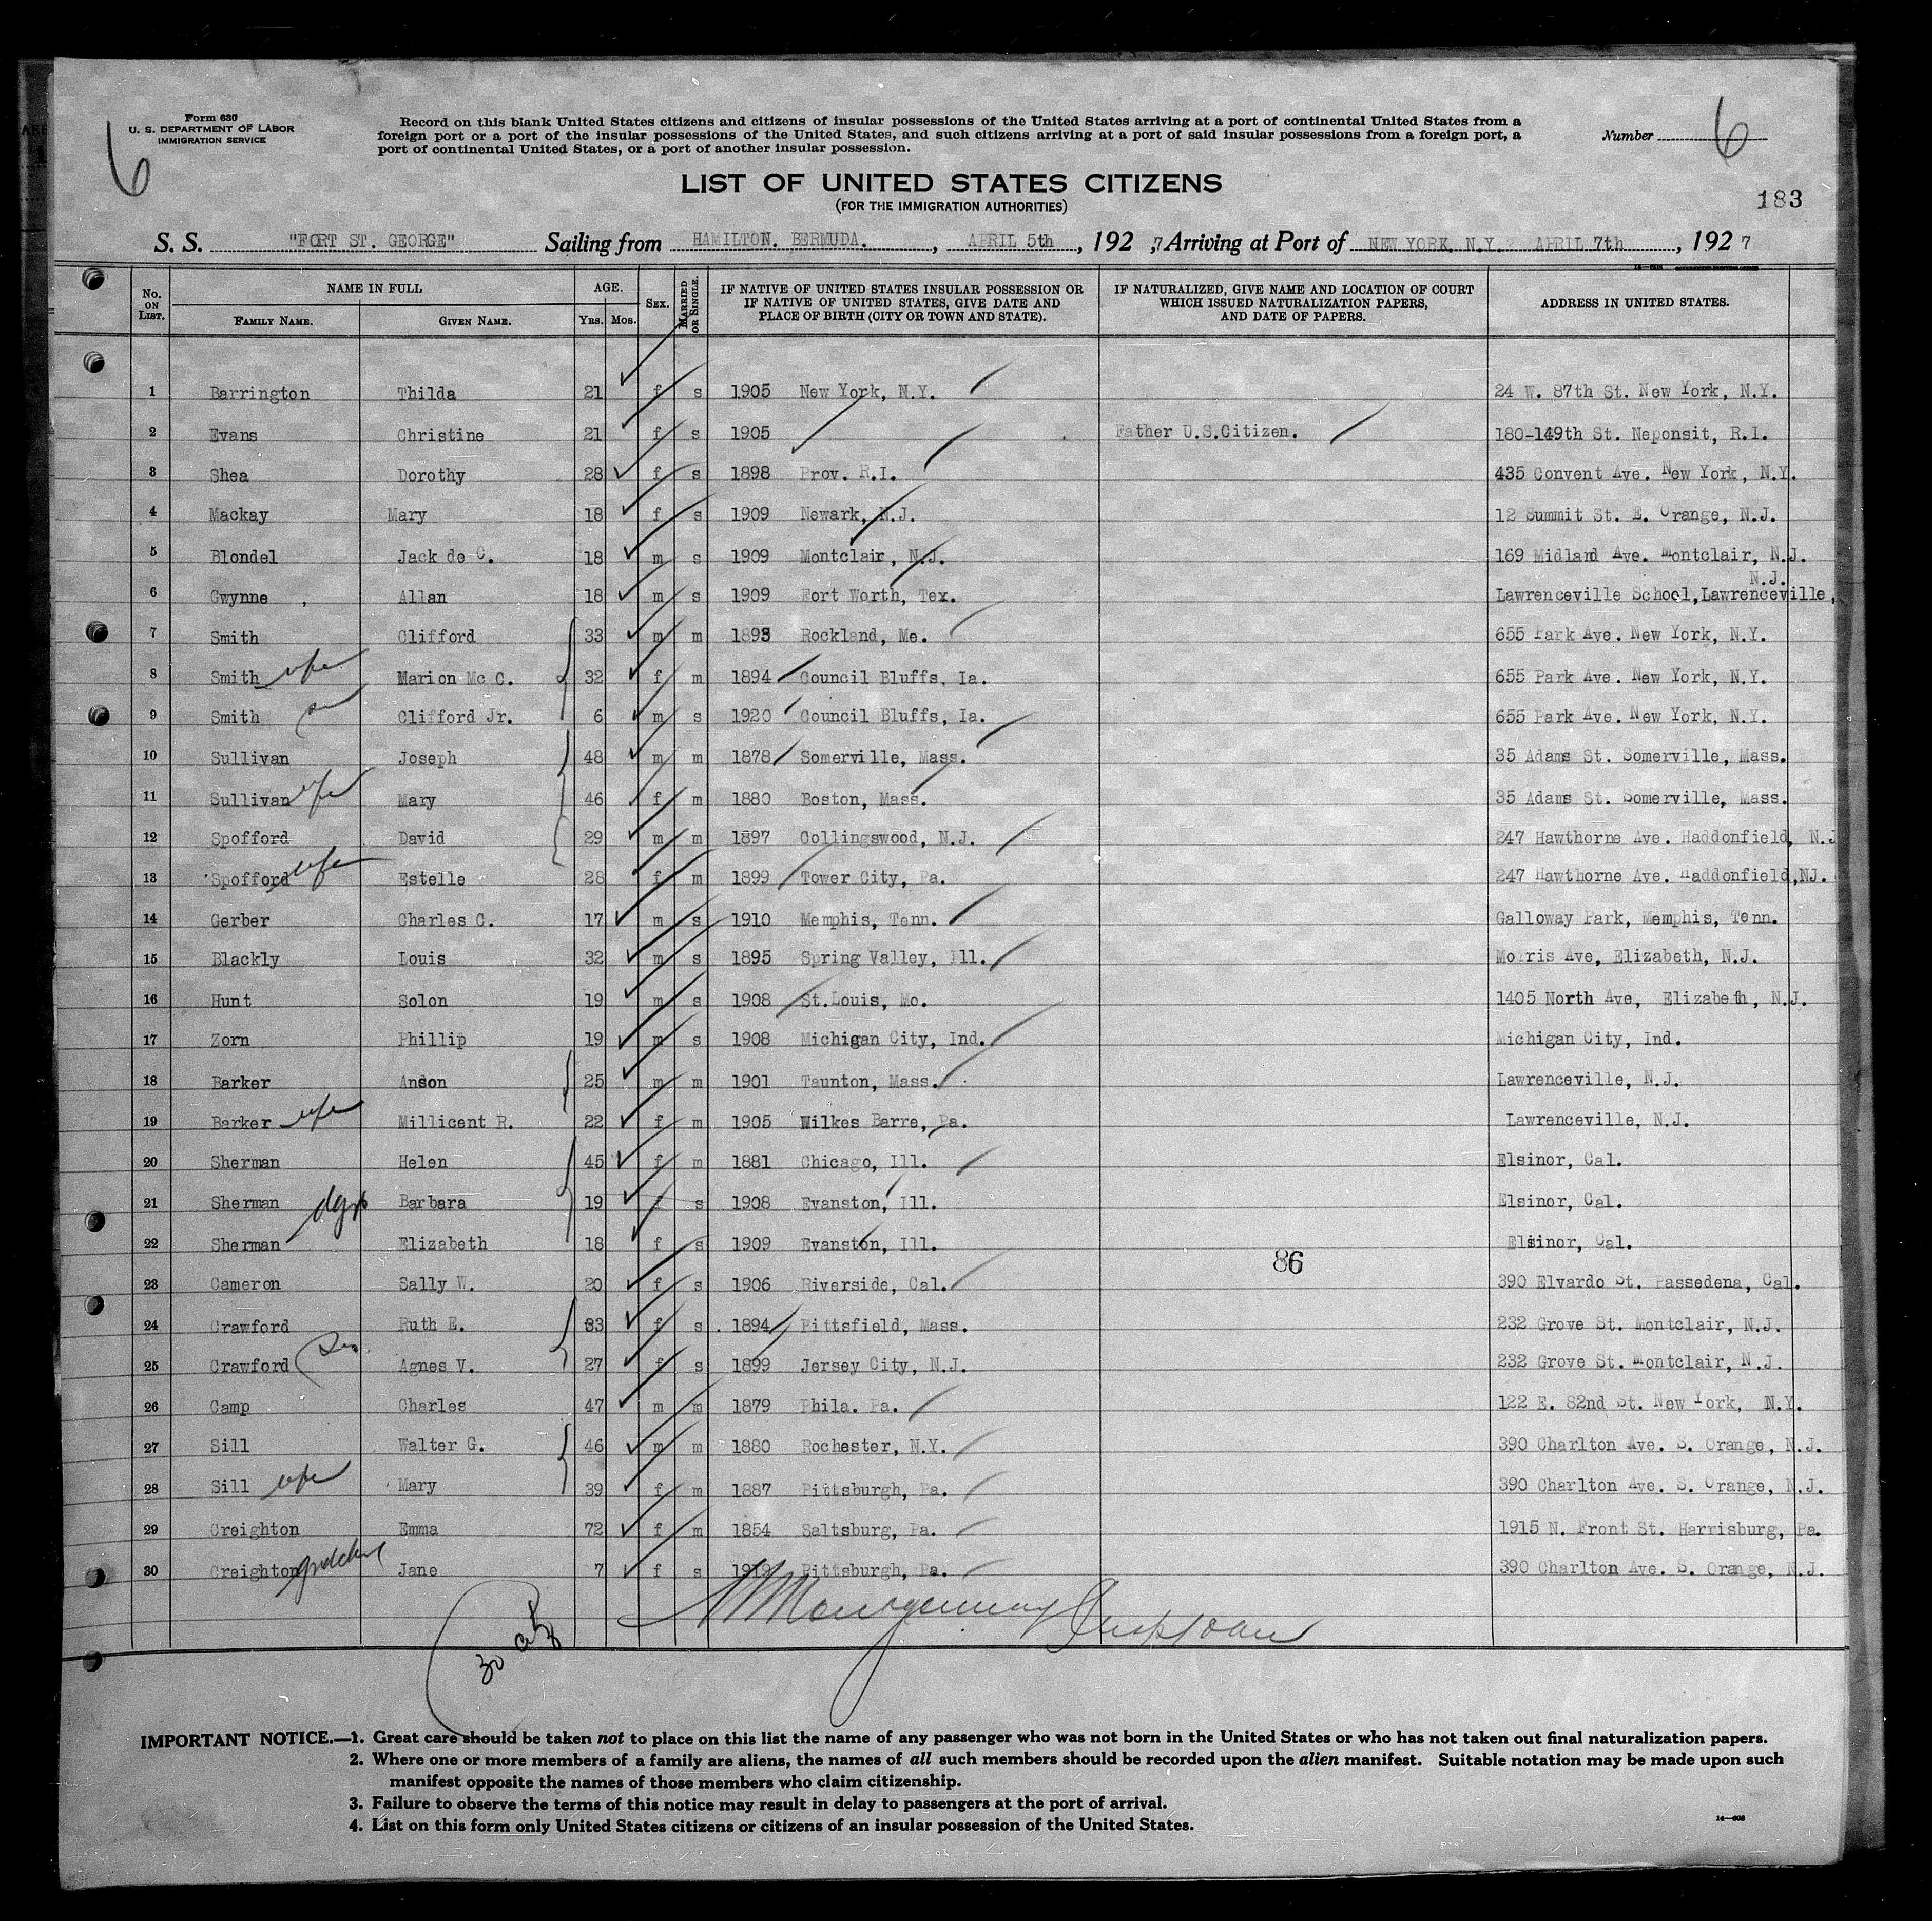 Form 630
U. S. DEPARTMENT OF LABOR
IMMIGRATION SERVICE
6
Record on this blank United States citizens and citizens of insular possessions of the United States arriving at a port of continental United States from a
foreign port or a port of the insular possessions of the United States, and such citizens arriving at a port of said insular possessions from a foreign port, a
port of continental United States, or a port of another insular possession.
Number 6
LIST OF UNITED STATES CITIZENS
(FOR THE IMMIGRATION AUTHORITIES)
183
S. S. "FORT ST. GEORGE" Sailing from HAMILTON. BERMUDA. , APRIL 5th , 192 7, Arriving at Port of NEW YORK. N.Y. APRIL 7th , 192 7
No. ON LIST. NAME IN FULL FAMILY NAME. GIVEN NAME. AGE. YRS. MOS. SEX. MARRIED OR SINGLE. IF NATIVE OF UNITED STATES INSULAR POSSESSION OR IF NATIVE OF UNITED STATES, GIVE DATE AND PLACE OF BIRTH (CITY OR TOWN AND STATE). IF NATURALIZED, GIVE NAME AND LOCATION OF COURT WHICH ISSUED NATURALIZATION PAPERS, AND DATE OF PAPERS. ADDRESS IN UNITED STATES.
1 Barrington Thilda 21 f s 1905 New York, N.Y. 24 W. 87th St. New York, N.Y.
2 Evans Christine 21 f s 1905 Father U.S.Citizen. 180-149th St. Neponsit, R.I.
3 Shea Dorothy 28 f s 1898 Prov. R.I. 435 Convent Ave. New York, N.Y.
4 Mackay Mary 18 f s 1909 Newark, N.J. 12 Summit St. E. Orange, N.J.
5 Blondel Jack de C. 18 m s 1909 Montclair, N.J. 169 Midland Ave. Montclair, N.J.
6 Gwynne , Allan 18 m s 1909 Fort Worth, Tex. Lawrenceville School, Lawrenceville, N.J.
7 Smith Clifford 33 m m 1893 Rockland, Me. 655 Park Ave. New York, N.Y.
8 Smith wife Marion Mc C. 32 f m 1894 Council Bluffs, Ia. 655 Park Ave. New York, N.Y.
9 Smith son Clifford Jr. 6 m s 1920 Council Bluffs, Ia. 655 Park Ave. New York, N.Y.
10 Sullivan Joseph 48 m m 1878 Somerville, Mass. 35 Adams St. Somerville, Mass.
11 Sullivan wife Mary 46 f m 1880 Boston, Mass. 35 Adams St. Somerville, Mass.
12 Spofford David 29 m m 1897 Collingswood, N.J. 247 Hawthorne Ave. Haddonfield, N.J
13 Spofford wife Estelle 28 f m 1899 Tower City, Pa. 247 Hawthorne Ave. Haddonfield,NJ.
14 Gerber Charles C. 17 m s 1910 Memphis, Tenn. Galloway Park, Memphis, Tenn.
15 Blackly Louis 32 m s 1895 Spring Valley, Ill. Morris Ave, Elizabeth, N.J.
16 Hunt Solon 19 m s 1908 St.Louis, Mo. 1405 North Ave, Elizabeth, N.J.
17 Zorn Phillip 19 m s 1908 Michigan City, Ind. Michigan City, Ind.
18 Barker Anson 25 m m 1901 Taunton, Mass. Lawrenceville, N.J.
19 Barker wife Millicent R. 22 f m 1905 Wilkes Barre, Pa. Lawrenceville, N.J.
20 Sherman Helen 45 f m 1881 Chicago, Ill. Elsinor, Cal.
21 Sherman dgrs Barbara 19 f s 1908 Evanston, Ill. Elsinor, Cal.
22 Sherman Elizabeth 18 f s 1909 Evanston, Ill. Elsinor, Cal.
86
23 Cameron Sally W. 20 f s 1906 Riverside, Cal. 390 Elvardo St. Passedena, Cal.
24 Crawford Ruth E. 33 f s 1894 Pittsfield, Mass. 232 Grove St. Montclair, N.J.
25 Crawford Sis Agnes V. 27 f s 1899 Jersey City, N.J. 232 Grove St. Montclair, N.J.
26 Camp Charles 47 m m 1879 Phila. Pa. 122 E. 82nd St. New York, N.Y.
27 Sill Walter G. 46 m m 1880 Rochester, N.Y. 390 Charlton Ave. S. Orange, N.J.
28 Sill wife Mary 39 f m 1887 Pittsburgh, Pa. 390 Charlton Ave. S. Orange, N.J.
29 Creighton Emma 72 f m 1854 Saltsburg, Pa. 1915 N. Front St. Harrisburg, Pa.
30 Creighton Jane 7 f s 1919 Pittsburgh, Pa. 390 Charlton Ave. S. Orange, N.J.
Montgomery
30
IMPORTANT NOTICE.—1. Great care should be taken not to place on this list the name of any passenger who was not born in the United States or who has not taken out final naturalization papers.
2. Where one or more members of a family are aliens, the names of all such members should be recorded upon the alien manifest. Suitable notation may be made upon such
manifest opposite the names of those members who claim citizenship.
3. Failure to observe the terms of this notice may result in delay to passengers at the port of arrival.
4. List on this form only United States citizens or citizens of an insular possession of the United States.